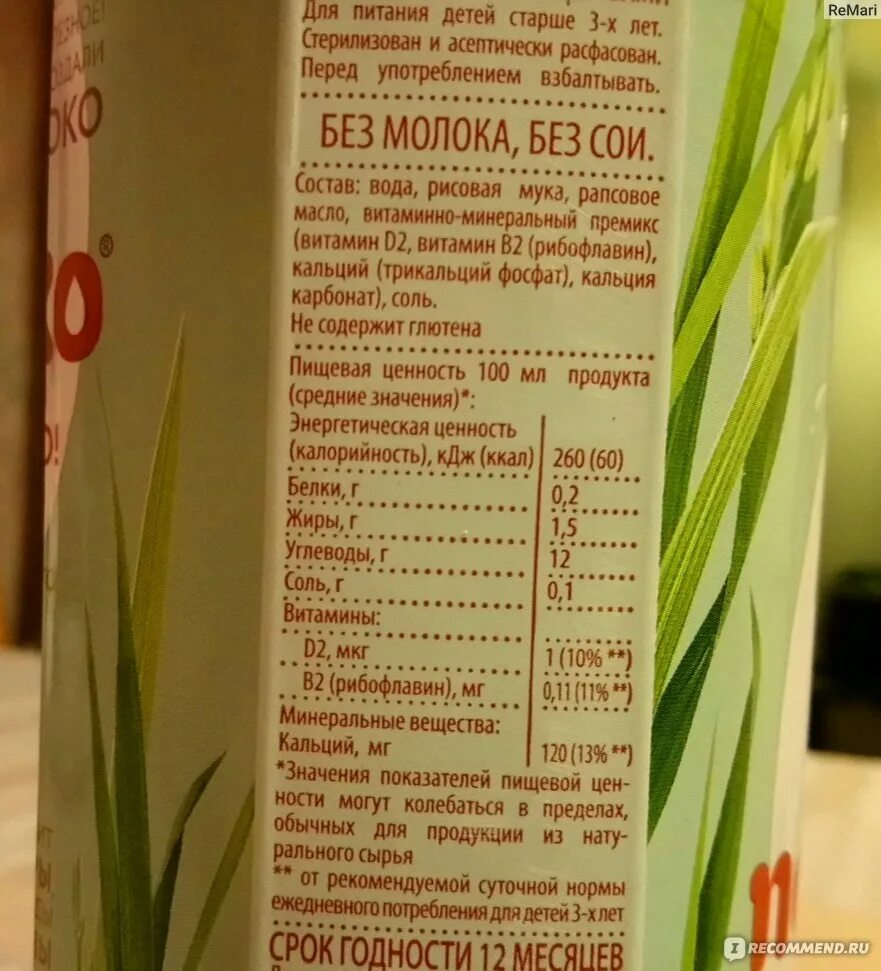 ReMari
Для питания детей старше 3-х лет.
Стерилизован и асептически расфасован.
Перед употреблением взбалтывать.
БЕЗ МОЛОКА, БЕЗ СОИ.
Состав: вода, рисовая мука, рапсовое
масло, витаминно-минеральный премикс
(витамин D2, витамин B2 (рибофлавин),
кальций (трикальций фосфат), кальция
карбонат), соль.
Не содержит глютена
Пищевая ценность 100 мл продукта
(средние значения)*:
Энергетическая ценность
(калорийность), кДж (ккал) 260 (60)
Белки, г 0,2
Жиры, г 1,5
Углеводы, г 12
Соль, г 0,1
Витамины:
D2, мкг 1 (10% **)
B2 (рибофлавин), мг 0,11 (11% **)
Минеральные вещества:
Кальций, мг 120 (13% **)
*Значения показателей пищевой цен-
ности могут колебаться в пределах,
обычных для продукции из нату-
рального сырья
** от рекомендуемой суточной нормы
ежедневного потребления для детей 3-х лет
СРОК ГОДНОСТИ 12 МЕСЯЦЕВ
IRECOMMEND.RU